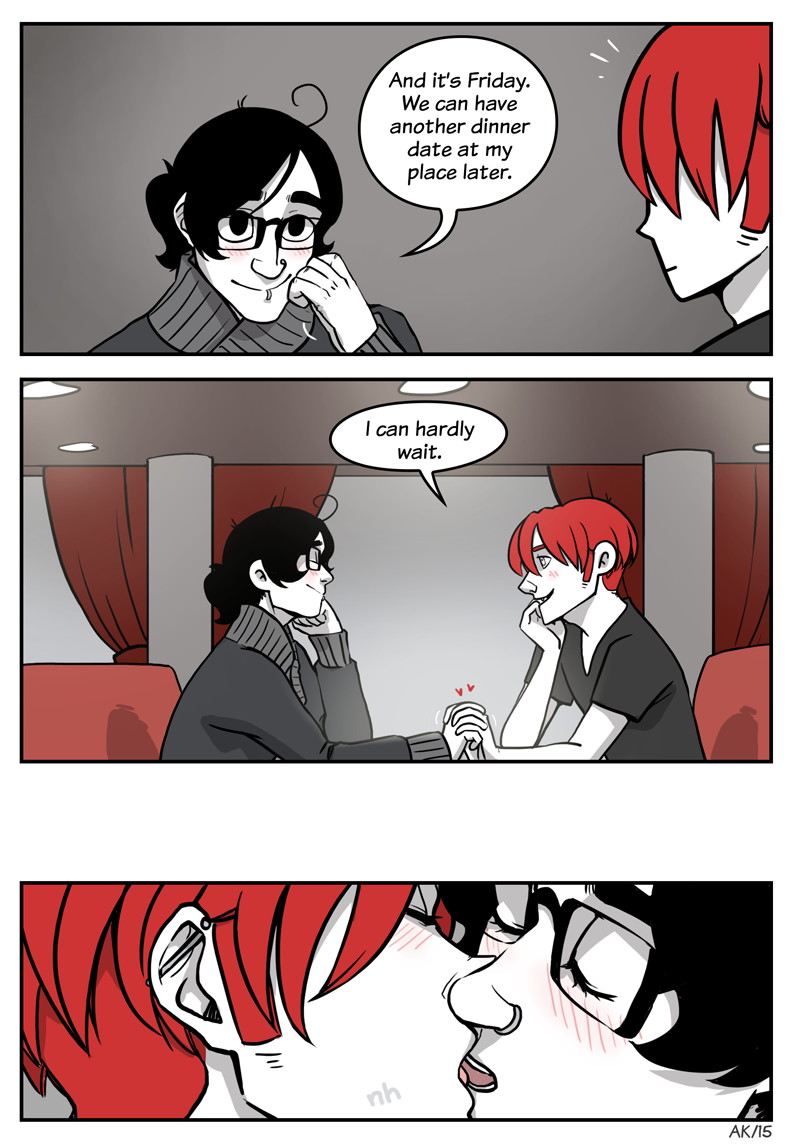 And it's Friday.
We can have
another dinner
date at my
place later.
I can hardly
wait.
nh
AK/15